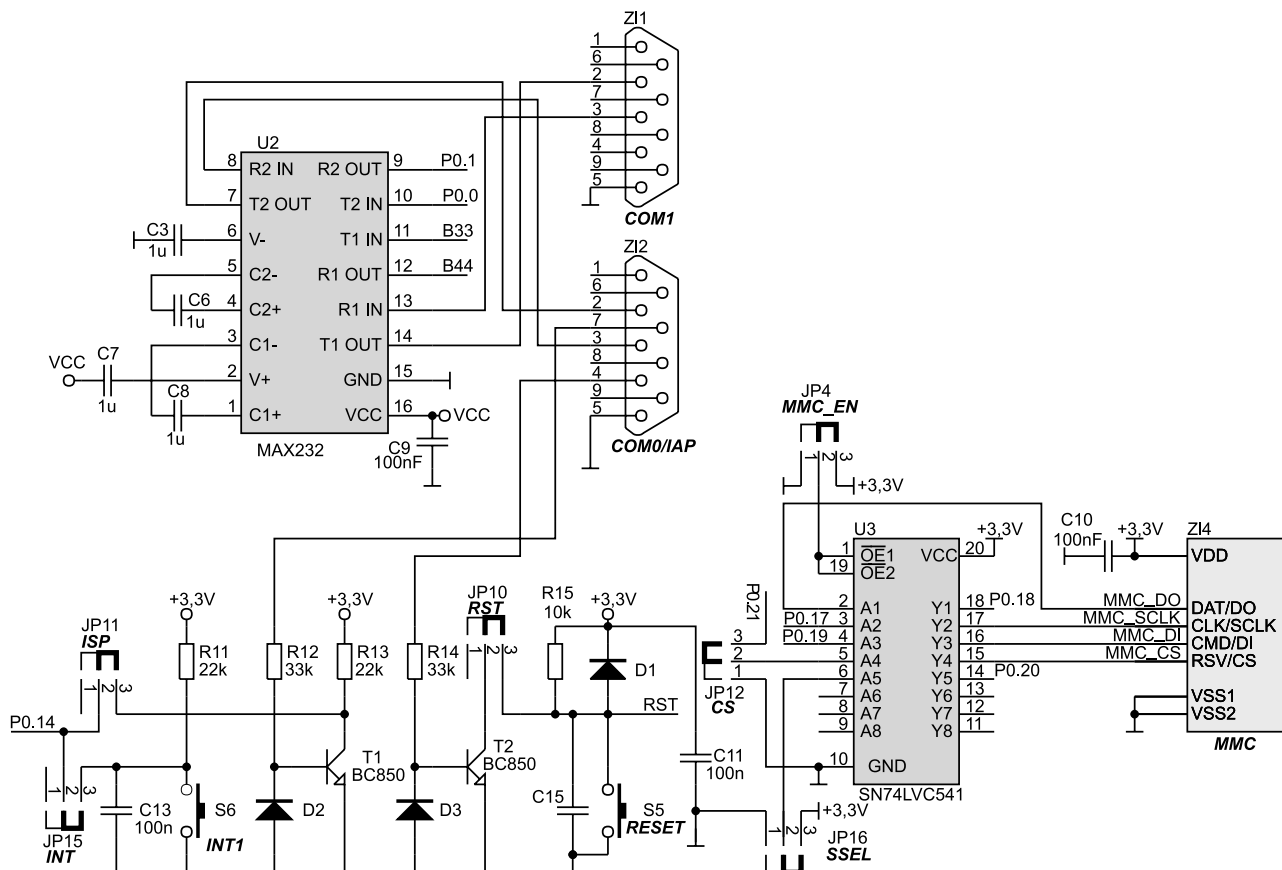 ZI1
1
6
2
7
3
8
4
9
5
COM1
U2
8 R2 IN R2 OUT 9 P0.1
7 T2 OUT T2 IN 10 P0.0
6 V- T1 IN 11 B33
5 C2- R1 OUT 12 B44
4 C2+ R1 IN 13
3 C1- T1 OUT 14
2 V+ GND 15
1 C1+ VCC 16 VCC
MAX232
C3
1u
C6
1u
VCC
C7
1u
C8
1u
C9
100nF
ZI2
1
6
2
7
3
8
4
9
5
COM0/IAP
JP4
MMC_EN
1 2 3
+3,3V
U3
1 OE1 VCC 20 +3,3V
19 OE2
2 A1 Y1 18 P0.18
P0.17 3 A2 Y2 17
P0.19 4 A3 Y3 16
5 A4 Y4 15
6 A5 Y5 14 P0.20
7 A6 Y6 13
8 A7 Y7 12
9 A8 Y8 11
10 GND
SN74LVC541
C10
100nF
+3,3V
ZI4
VDD
MMC_DO DAT/DO
MMC_SCLK CLK/SCLK
MMC_DI CMD/DI
MMC_CS RSV/CS
VSS1
VSS2
MMC
P0.21
3
2
1
JP12
CS
JP11
ISP
1 2 3
P0.14
+3,3V
R11
22k
R12
33k
+3,3V
R13
22k
R14
33k
JP10
RST
1 2 3
R15
10k
+3,3V
D1
RST
1 2 3
JP15
INT
C13
100n
S6
INT1
D2
T1
BC850
D3
T2
BC850
C15
S5
RESET
C11
100n
+3,3V
1 2 3
JP16
SSEL